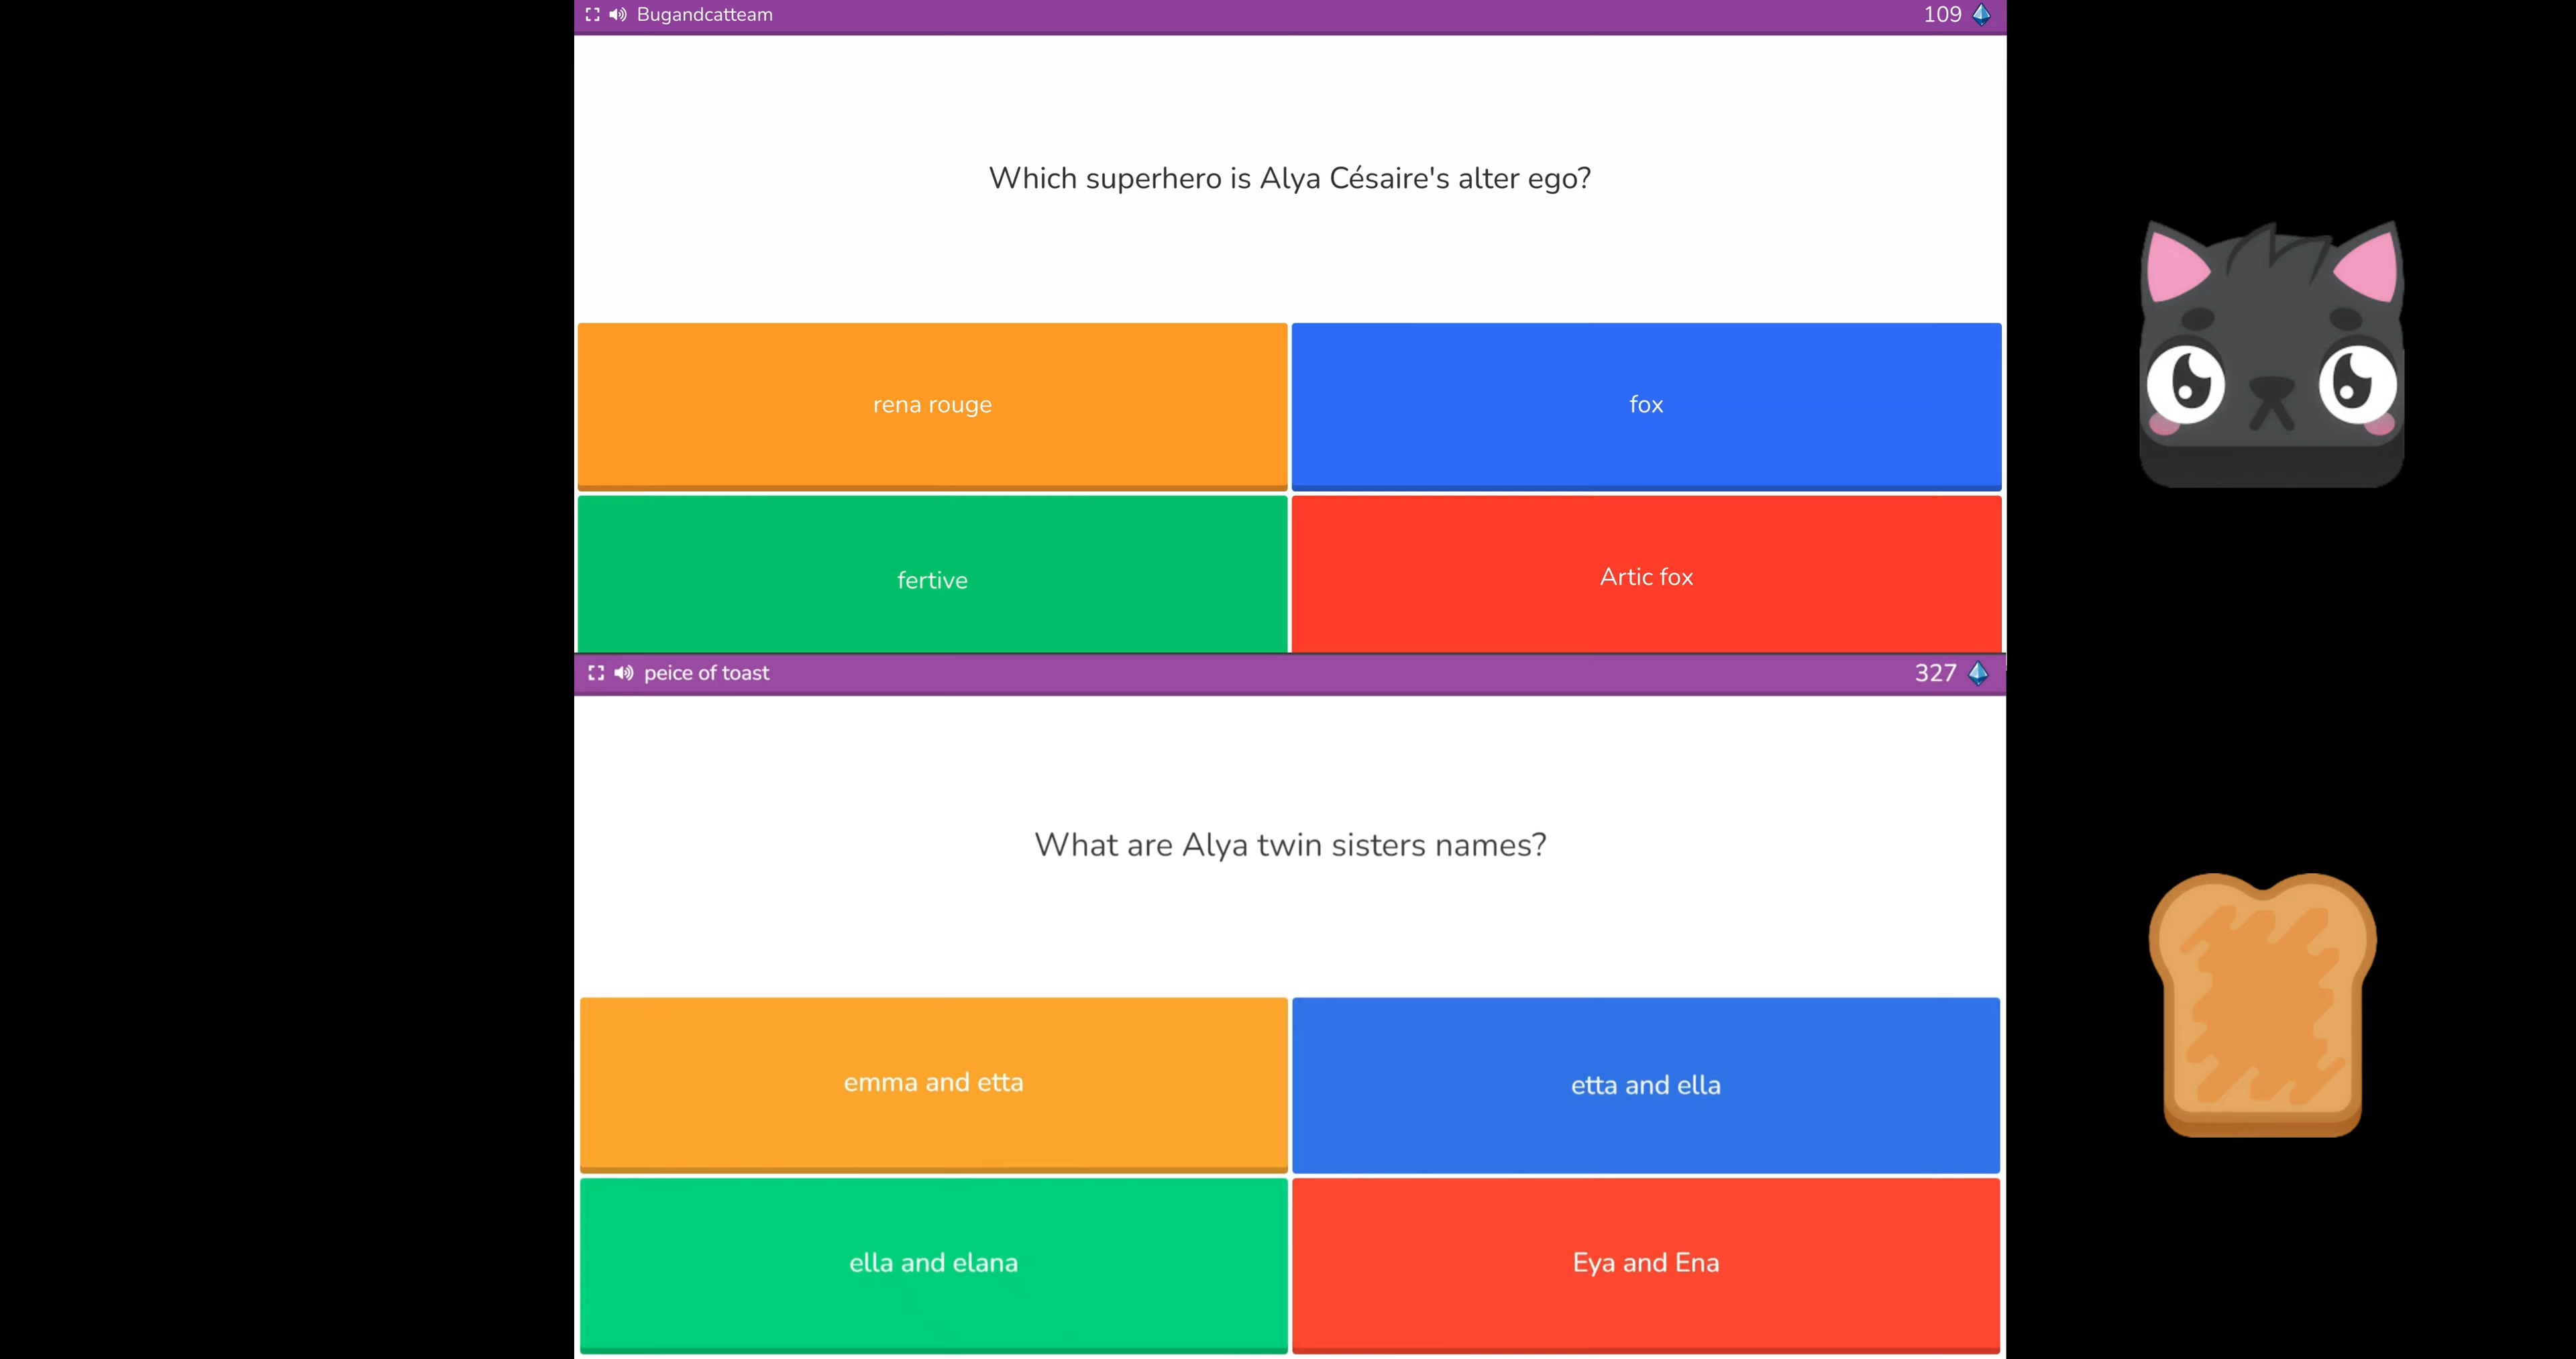 Bugandcatteam
109
Which superhero is Alya Césaire's alter ego?
rena rouge
fox
fertive
Artic fox
peice of toast
327
What are Alya twin sisters names?
emma and etta
etta and ella
ella and elana
Eya and Ena